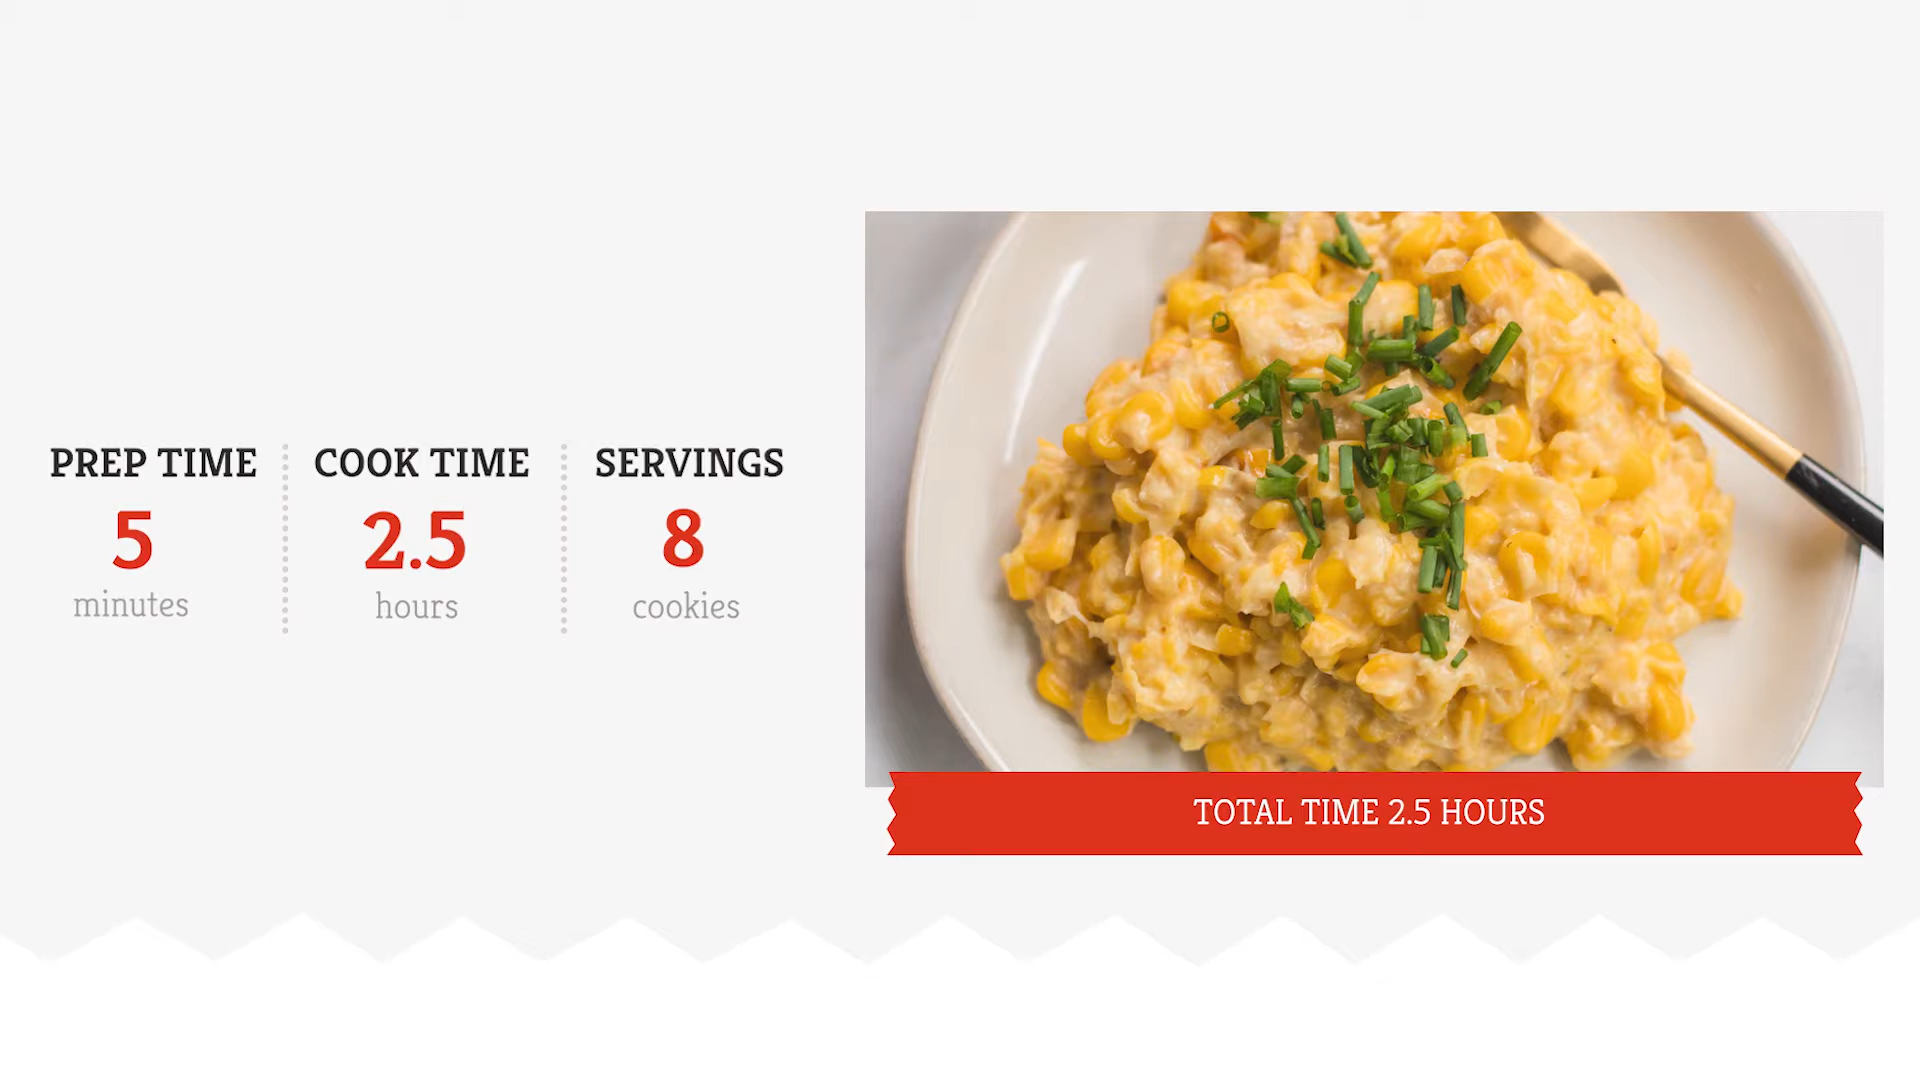 PREP TIME
5
minutes
COOK TIME
2.5
hours
SERVINGS
8
cookies
TOTAL TIME 2.5 HOURS